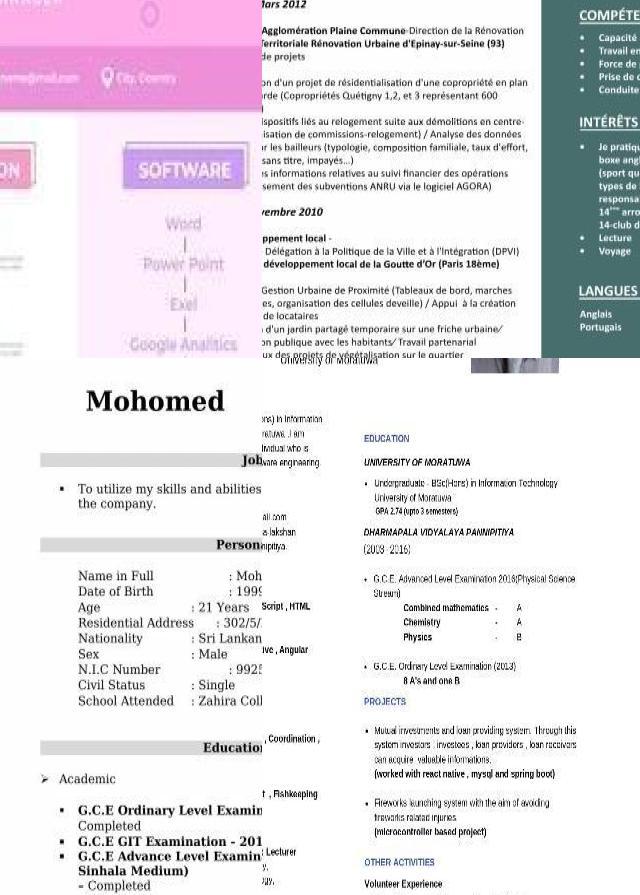 name@mail.com
City, Country
ON
SOFTWARE
Word
Power Point
Exel
Google Analitics
Mars 2012
Agglomération Plaine Commune-Direction de la Rénovation
Territoriale Rénovation Urbaine d'Epinay-sur-Seine (93)
de projets
on d'un projet de résidentialisation d'une copropriété en plan
rde (Copropriétés Quétigny 1,2, et 3 représentant 600
)
ispositifs liés au relogement suite aux démolitions en centre-
isation de commissions-relogement) / Analyse des données
r les bailleurs (typologie, composition familiale, taux d'effort,
sans titre, impayés...)
s informations relatives au suivi financier des opérations
sement des subventions ANRU via le logiciel AGORA)
vembre 2010
ppement local -
Délégation à la Politique de la Ville et à l'Intégration (DPVI)
développement local de la Goutte d'Or (Paris 18ème)
Gestion Urbaine de Proximité (Tableaux de bord, marches
es, organisation des cellules deveille) / Appui à la création
de locataires
d'un jardin partagé temporaire sur une friche urbaine/
on publique avec les habitants/ Travail partenarial
ux des projets de végétalisation sur le quartier
COMPÉTE
• Capacité
• Travail en
• Force de
• Prise de
• Conduite
INTÉRÊTS
• Je pratiqu
boxe angl
(sport qu
types de
responsa
14ème arro
14-club d
• Lecture
• Voyage
LANGUES
Anglais
Portugais
Mohomed
Job
▪ To utilize my skills and abilities
the company.
Person
Name in Full : Moh
Date of Birth : 1999
Age : 21 Years
Residential Address : 302/5/
Nationality : Sri Lankan
Sex : Male
N.I.C Number : 992
Civil Status : Single
School Attended : Zahira Coll
Educatio
➢ Academic
▪ G.C.E Ordinary Level Examin
Completed
▪ G.C.E GIT Examination - 201
▪ G.C.E Advance Level Examin
Sinhala Medium)
– Completed
University of Moratuwa
ons) in Information
ratuwa. I am
ividual who is
ware engineering.
ail.com
a-lakshan
nipitiya.
Script , HTML
ive , Angular
, Coordination ,
t , Fishkeeping
: Lecturer
y,
gy,
EDUCATION
UNIVERSITY OF MORATUWA
• Undergraduate - BSc(Hons) in Information Technology
University of Moratuwa
GPA 2.74 (upto 3 semesters)
DHARMAPALA VIDYALAYA PANNIPITIYA
(2003 -2016)
• G.C.E. Advanced Level Examination 2016(Physical Science
Stream)
Combined mathematics - A
Chemistry - A
Physics - B
• G.C.E. Ordinary Level Examination (2013)
8 A's and one B
PROJECTS
• Mutual investments and loan providing system. Through this
system investors , investees , loan providers , loan receivers
can acquire valuable informations.
(worked with react native , mysql and spring boot)
• Fireworks launching system with the aim of avoiding
fireworks related injuries.
(microcontroller based project)
OTHER ACTIVITIES
Volunteer Experience